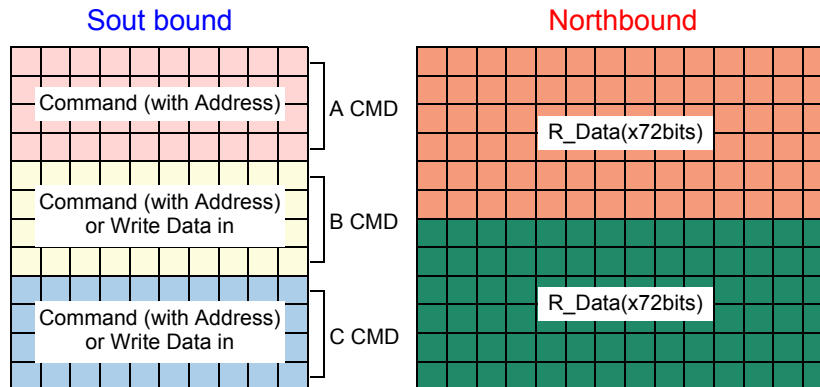 Sout bound
Northbound
Command (with Address)
A CMD
R_Data(x72bits)
Command (with Address)
or Write Data in
B CMD
Command (with Address)
or Write Data in
C CMD
R_Data(x72bits)